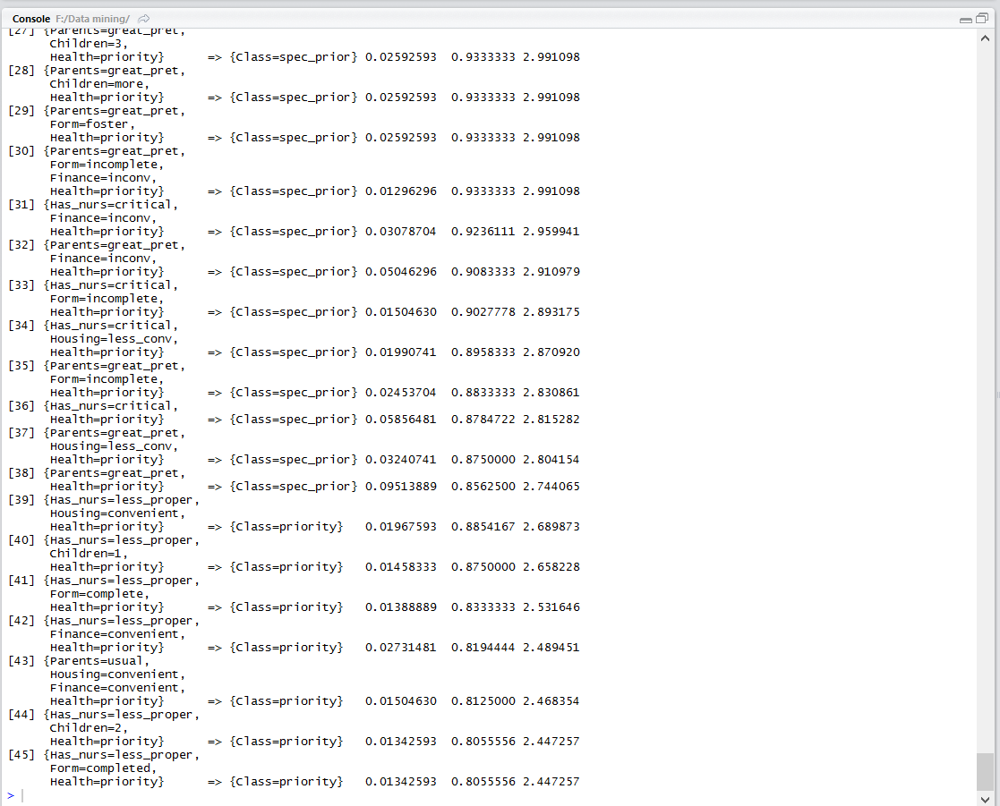 Console F:/Data mining/
[27] {Parents=great_pret,
Children=3,
Health=priority} => {Class=spec_prior} 0.02592593 0.9333333 2.991098
[28] {Parents=great_pret,
Children=more,
Health=priority} => {Class=spec_prior} 0.02592593 0.9333333 2.991098
[29] {Parents=great_pret,
Form=foster,
Health=priority} => {Class=spec_prior} 0.02592593 0.9333333 2.991098
[30] {Parents=great_pret,
Form=incomplete,
Finance=inconv,
Health=priority} => {Class=spec_prior} 0.01296296 0.9333333 2.991098
[31] {Has_nurs=critical,
Finance=inconv,
Health=priority} => {Class=spec_prior} 0.03078704 0.9236111 2.959941
[32] {Parents=great_pret,
Finance=inconv,
Health=priority} => {Class=spec_prior} 0.05046296 0.9083333 2.910979
[33] {Has_nurs=critical,
Form=incomplete,
Health=priority} => {Class=spec_prior} 0.01504630 0.9027778 2.893175
[34] {Has_nurs=critical,
Housing=less_conv,
Health=priority} => {Class=spec_prior} 0.01990741 0.8958333 2.870920
[35] {Parents=great_pret,
Form=incomplete,
Health=priority} => {Class=spec_prior} 0.02453704 0.8833333 2.830861
[36] {Has_nurs=critical,
Health=priority} => {Class=spec_prior} 0.05856481 0.8784722 2.815282
[37] {Parents=great_pret,
Housing=less_conv,
Health=priority} => {Class=spec_prior} 0.03240741 0.8750000 2.804154
[38] {Parents=great_pret,
Health=priority} => {Class=spec_prior} 0.09513889 0.8562500 2.744065
[39] {Has_nurs=less_proper,
Housing=convenient,
Health=priority} => {Class=priority} 0.01967593 0.8854167 2.689873
[40] {Has_nurs=less_proper,
Children=1,
Health=priority} => {Class=priority} 0.01458333 0.8750000 2.658228
[41] {Has_nurs=less_proper,
Form=complete,
Health=priority} => {Class=priority} 0.01388889 0.8333333 2.531646
[42] {Has_nurs=less_proper,
Finance=convenient,
Health=priority} => {Class=priority} 0.02731481 0.8194444 2.489451
[43] {Parents=usual,
Housing=convenient,
Finance=convenient,
Health=priority} => {Class=priority} 0.01504630 0.8125000 2.468354
[44] {Has_nurs=less_proper,
Children=2,
Health=priority} => {Class=priority} 0.01342593 0.8055556 2.447257
[45] {Has_nurs=less_proper,
Form=completed,
Health=priority} => {Class=priority} 0.01342593 0.8055556 2.447257
>